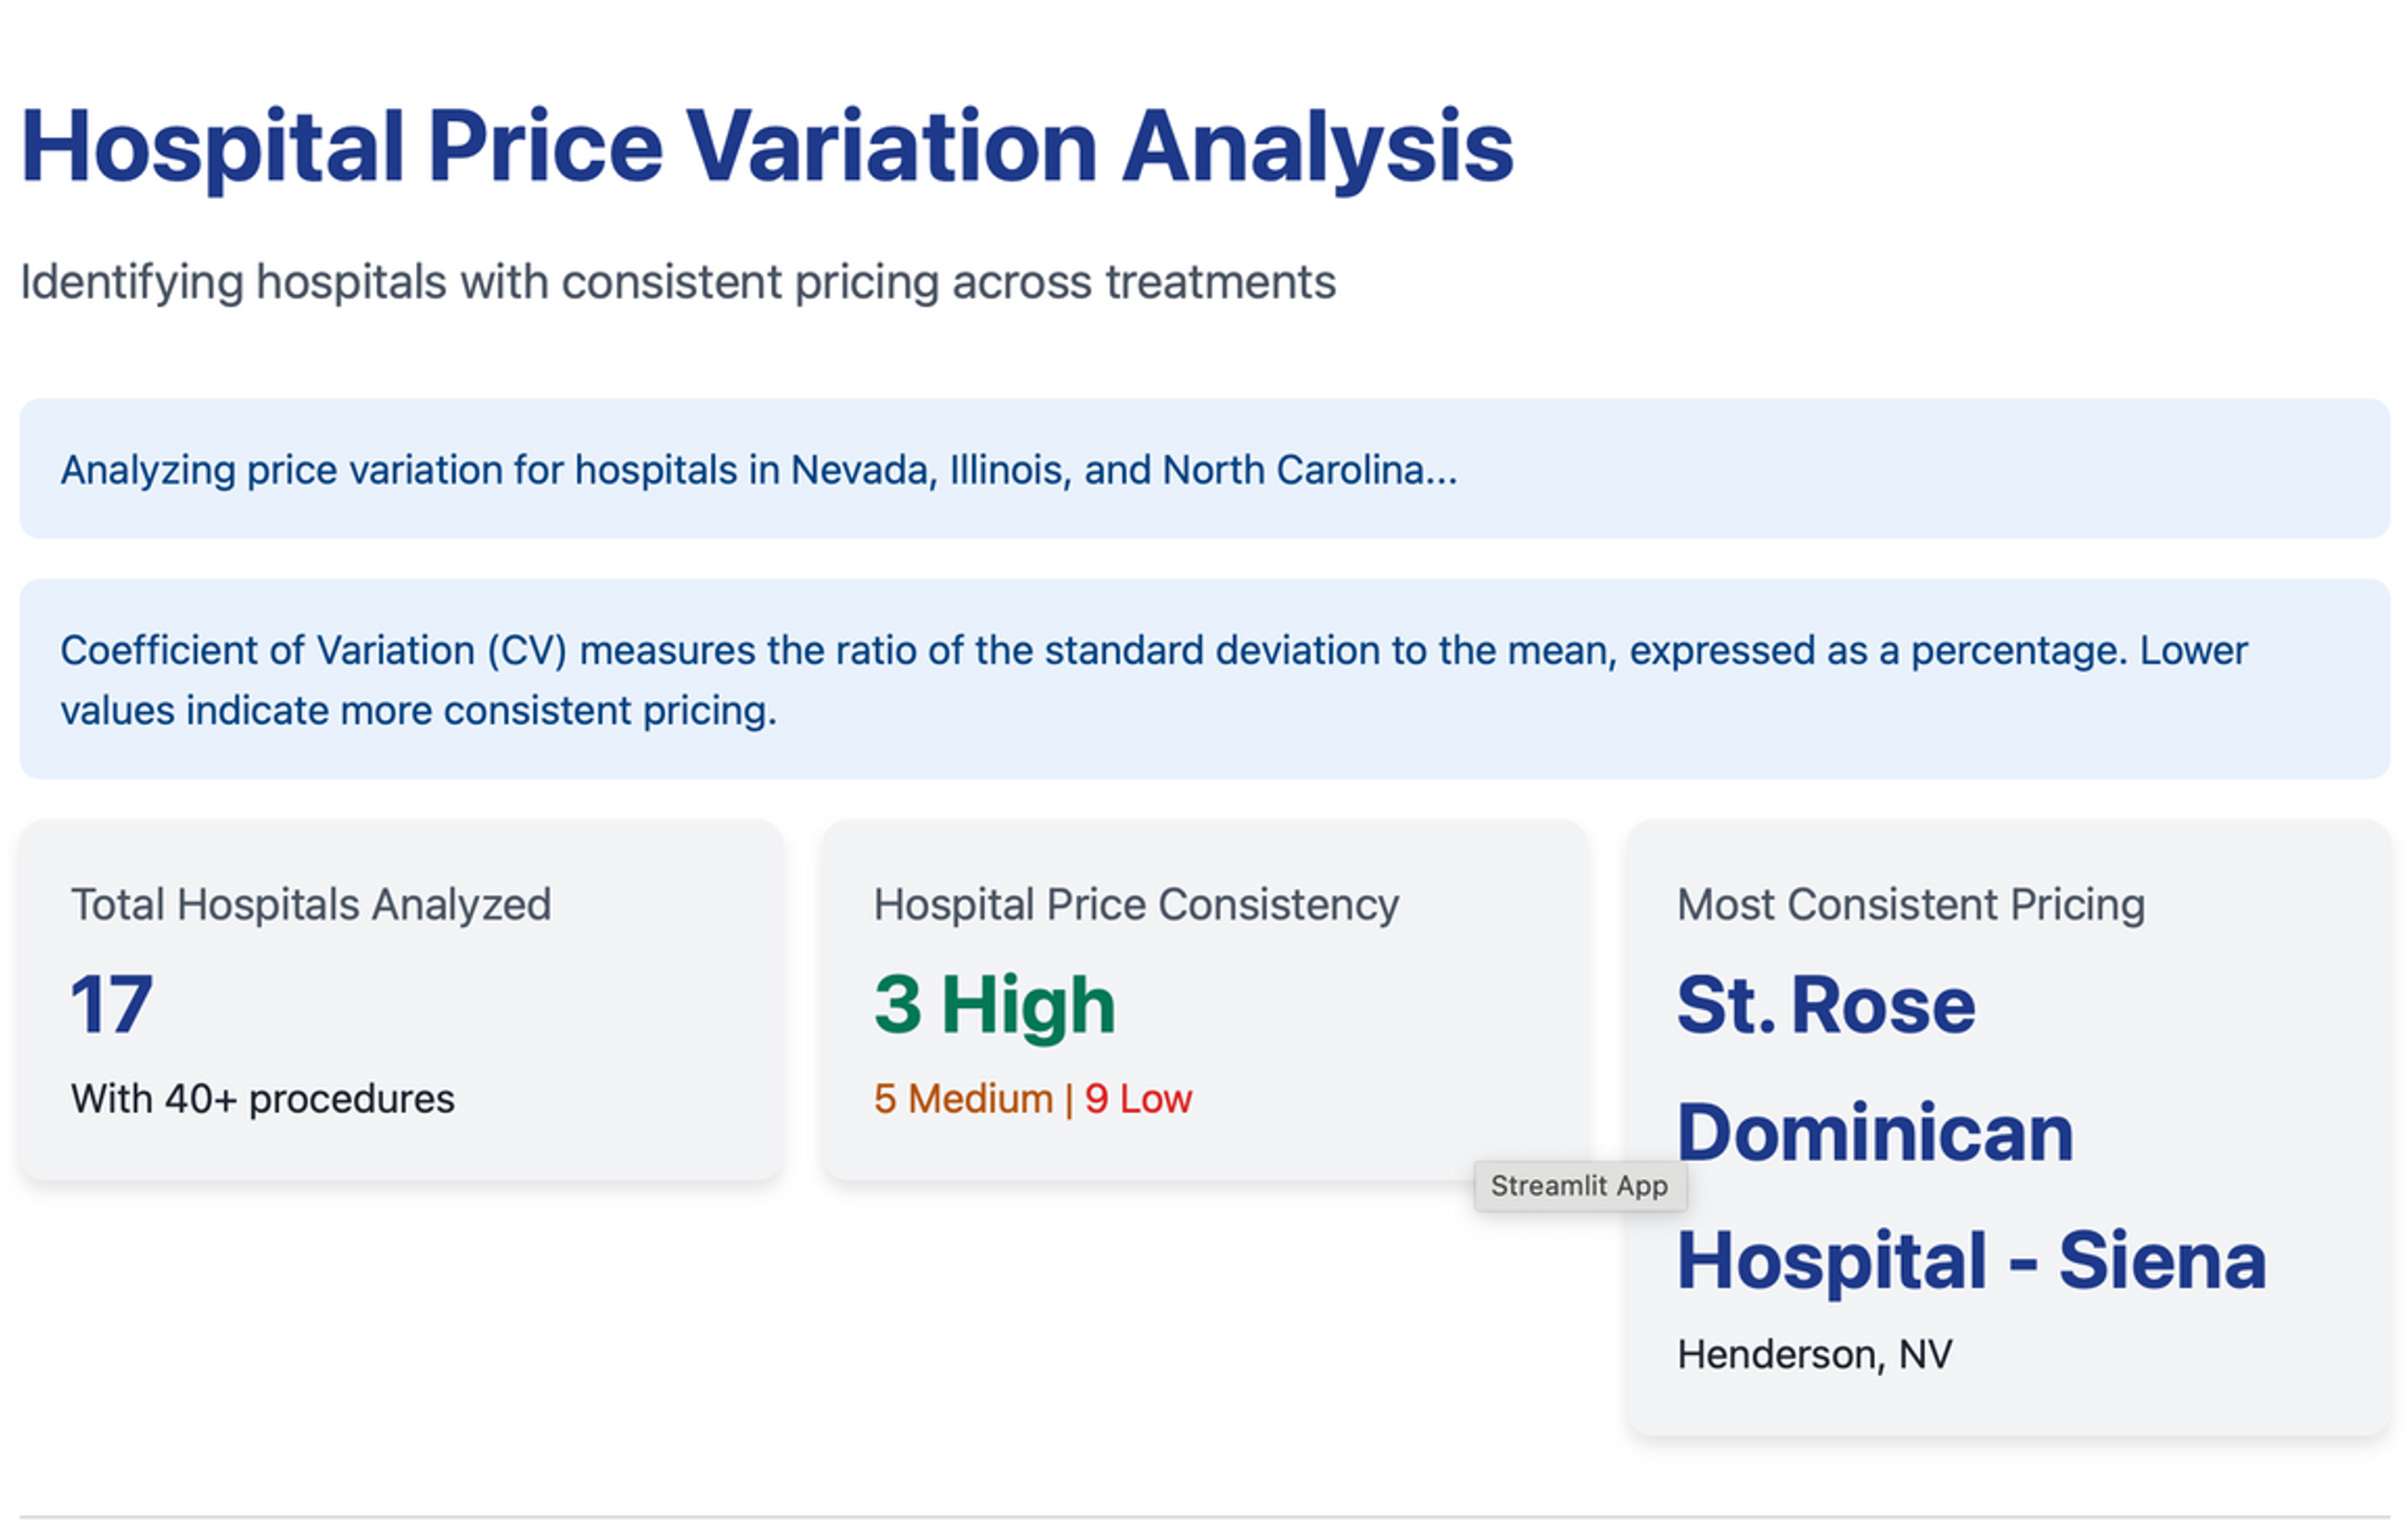 Hospital Price Variation Analysis
Identifying hospitals with consistent pricing across treatments
Analyzing price variation for hospitals in Nevada, Illinois, and North Carolina...
Coefficient of Variation (CV) measures the ratio of the standard deviation to the mean, expressed as a percentage. Lower
values indicate more consistent pricing.
Total Hospitals Analyzed
17
With 40+ procedures
Hospital Price Consistency
3 High
5 Medium | 9 Low
Streamlit App
Most Consistent Pricing
St. Rose
Dominican
Hospital - Siena
Henderson, NV